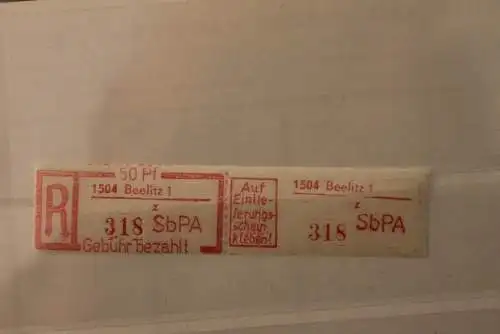 50 Pf
R
1504 Beelitz 1
z
318 SbPA
Gebühr bezahlt
Auf
Einlie-
ferungs-
schein
kleben!
1504 Beelitz 1
z
318 SbPA